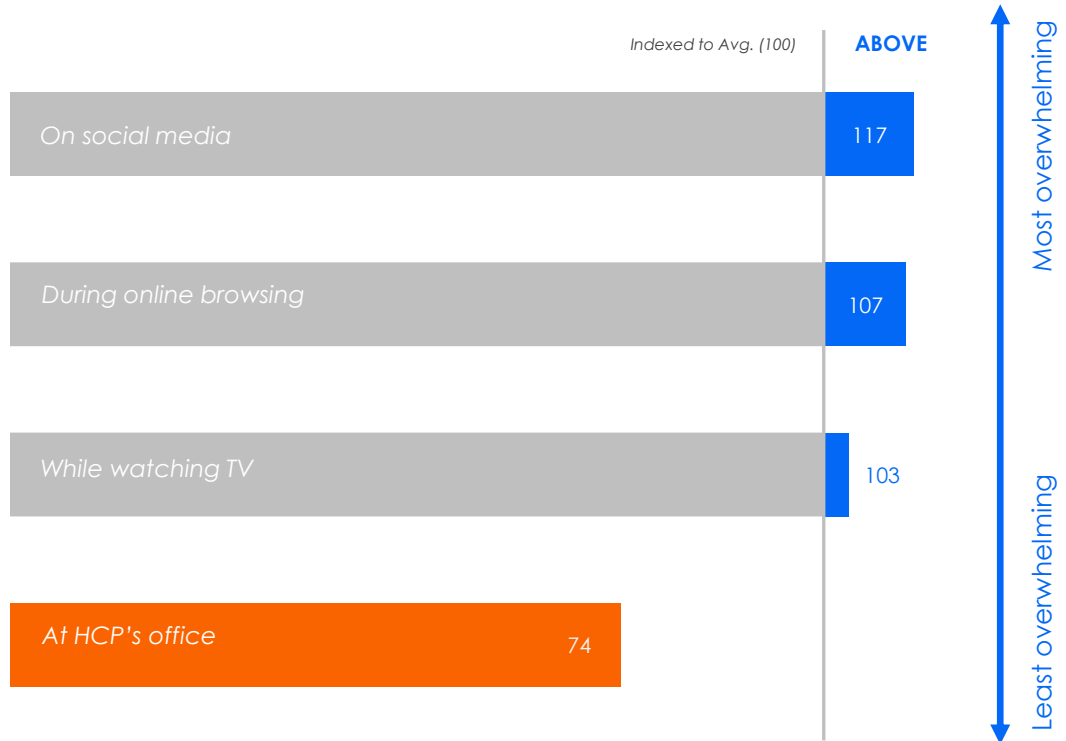 Indexed to Avg. (100)
ABOVE
On social media
117
During online browsing
107
While watching TV
103
At HCP's office
74
Most overwhelming
Least overwhelming